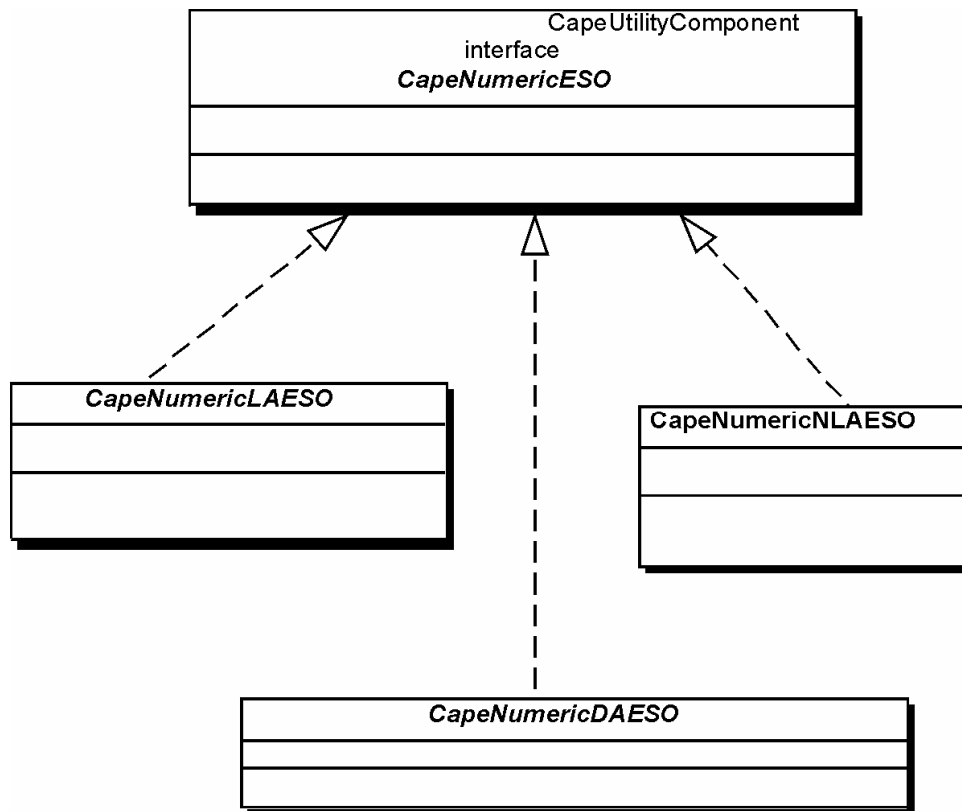 CapeUtilityComponent
interface
CapeNumericESO
CapeNumericLAESO
CapeNumericNLAESO
CapeNumericDAESO